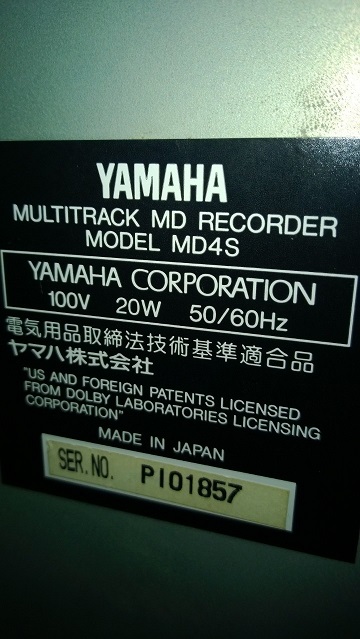 YAMAHA
MULTITRACK MD RECORDER
MODEL MD4S
YAMAHA CORPORATION
100V 20W 50/60Hz
電気用品取締法技術基準適合品
ヤマハ株式会社
"US AND FOREIGN PATENTS LICENSED
FROM DOLBY LABORATORIES LICENSING
CORPORATION"
MADE IN JAPAN
SER.NO. PI01857